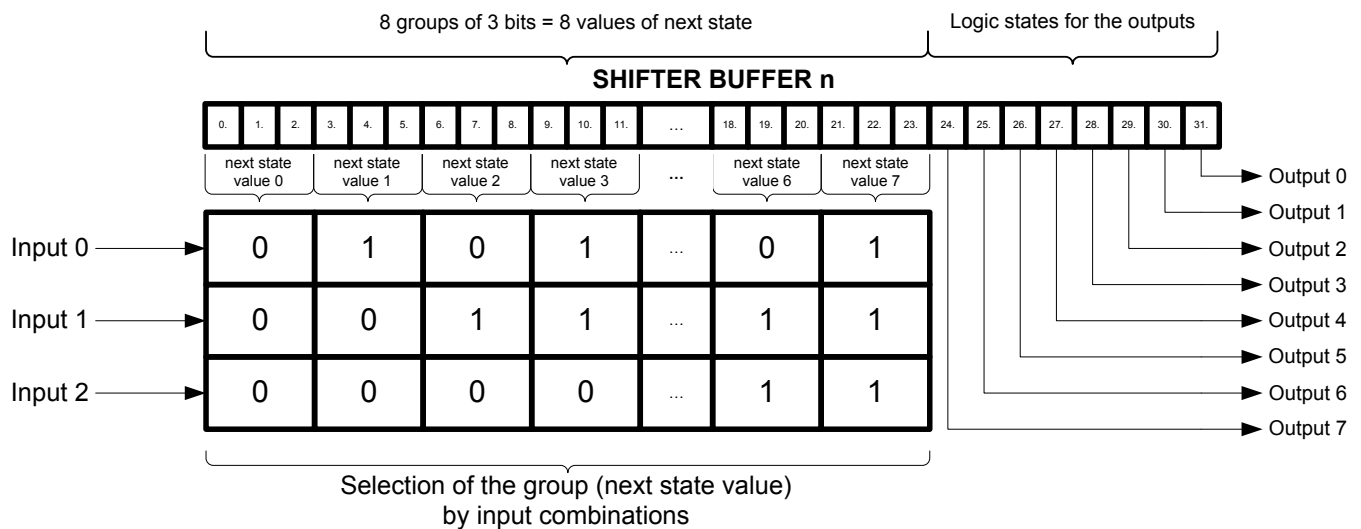 8 groups of 3 bits = 8 values of next state
Logic states for the outputs
SHIFTER BUFFER n
0. 1. 2. 3. 4. 5. 6. 7. 8. 9. 10. 11. ... 18. 19. 20. 21. 22. 23. 24. 25. 26. 27. 28. 29. 30. 31.
next state value 0
next state value 1
next state value 2
next state value 3
...
next state value 6
next state value 7
Input 0 0 1 0 1 ... 0 1
Input 1 0 0 1 1 ... 1 1
Input 2 0 0 0 0 ... 1 1
Output 0
Output 1
Output 2
Output 3
Output 4
Output 5
Output 6
Output 7
Selection of the group (next state value)
by input combinations